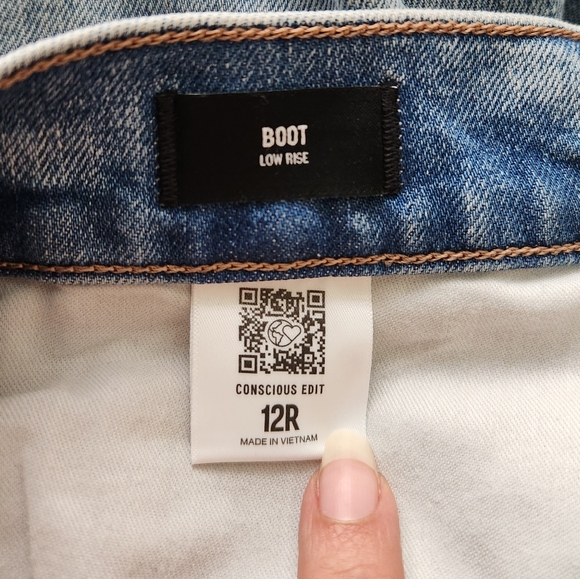 BOOT
LOW RISE
CONSCIOUS EDIT
12R
MADE IN VIETNAM